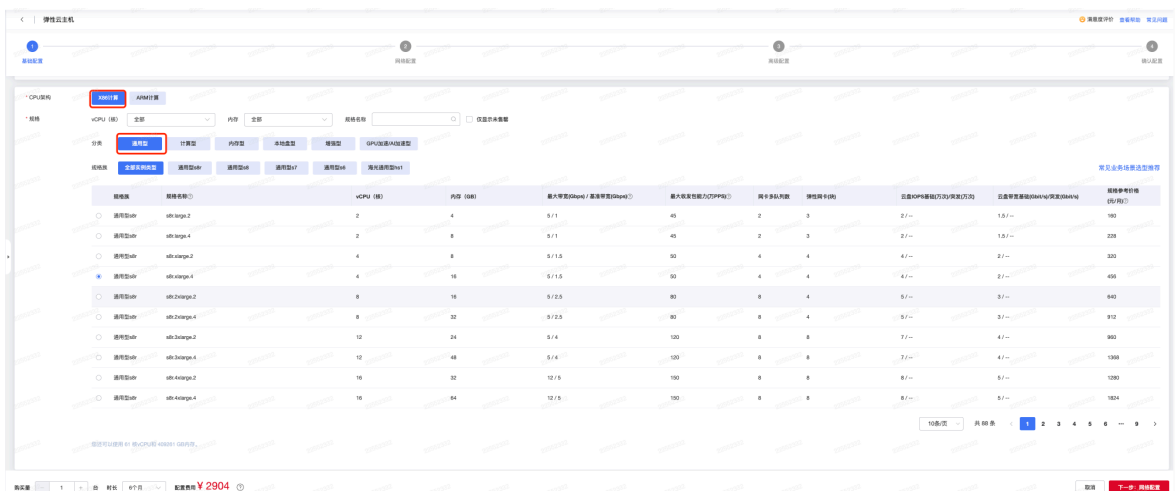 弹性云主机
满意度评价 查看帮助 常见问题
1 2 3 4
基础配置 网络配置 高级配置 确认配置
* CPU架构 X86计算 ARM计算
* 规格 vCPU (核) 全部 内存 全部 规格名称 仅显示未售罄
分类 通用型 计算型 内存型 本地盘型 增强型 GPU加速/AI加速型
规格族 全部实例类型 通用型s8r 通用型s8 通用型s7 通用型s6 海光通用型hs1 常见业务场景选型推荐
规格族 规格名称 vCPU (核) 内存 (GB) 最大带宽(Gbps) / 基准带宽(Gbps) 最大收发包能力(万PPS) 网卡多队列数 弹性网卡(块) 云盘IOPS基础(万次)/突发(万次) 云盘带宽基础(Gbit/s)/突发(Gbit/s) 规格参考价格(元/月)
通用型s8r s8r.large.2 2 4 5 / 1 45 2 3 2 / -- 1.5 / -- 160
通用型s8r s8r.large.4 2 8 5 / 1 45 2 3 2 / -- 1.5 / -- 228
通用型s8r s8r.xlarge.2 4 8 5 / 1.5 50 4 4 4 / -- 2 / -- 320
通用型s8r s8r.xlarge.4 4 16 5 / 1.5 50 4 4 4 / -- 2 / -- 456
通用型s8r s8r.2xlarge.2 8 16 5 / 2.5 80 8 4 5 / -- 3 / -- 640
通用型s8r s8r.2xlarge.4 8 32 5 / 2.5 80 8 4 5 / -- 3 / -- 912
通用型s8r s8r.3xlarge.2 12 24 5 / 4 120 8 8 7 / -- 4 / -- 960
通用型s8r s8r.3xlarge.4 12 48 5 / 4 120 8 8 7 / -- 4 / -- 1368
通用型s8r s8r.4xlarge.2 16 32 12 / 5 150 8 8 8 / -- 5 / -- 1280
通用型s8r s8r.4xlarge.4 16 64 12 / 5 150 8 8 8 / -- 5 / -- 1824
10条/页 共 88 条 1 2 3 4 5 6 ··· 9
购买量 1 台 时长 6个月 配置费用 ¥ 2904 取消 下一步：网络配置